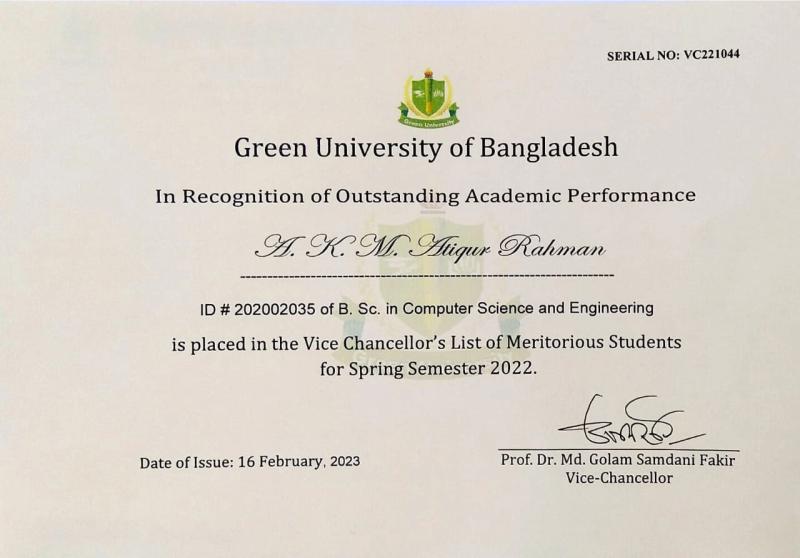 SERIAL NO: VC221044
Green University
Green University of Bangladesh
In Recognition of Outstanding Academic Performance
A. K. M. Atiqur Rahman
ID # 202002035 of B. Sc. in Computer Science and Engineering
is placed in the Vice Chancellor's List of Meritorious Students
for Spring Semester 2022.
Date of Issue: 16 February, 2023
Prof. Dr. Md. Golam Samdani Fakir
Vice-Chancellor